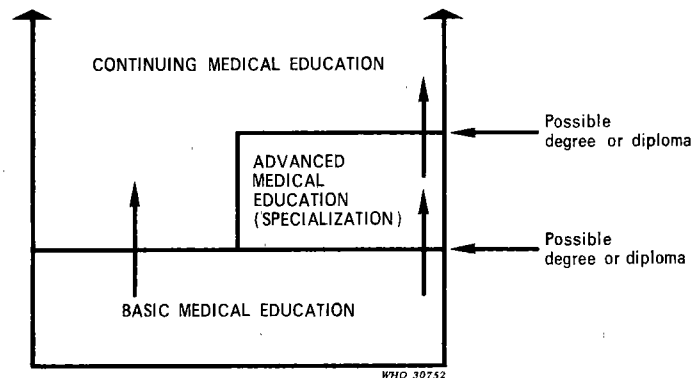 CONTINUING MEDICAL EDUCATION
Possible
degree or diploma
ADVANCED
MEDICAL
EDUCATION
(SPECIALIZATION)
Possible
degree or diploma
BASIC MEDICAL EDUCATION
WHO 30752